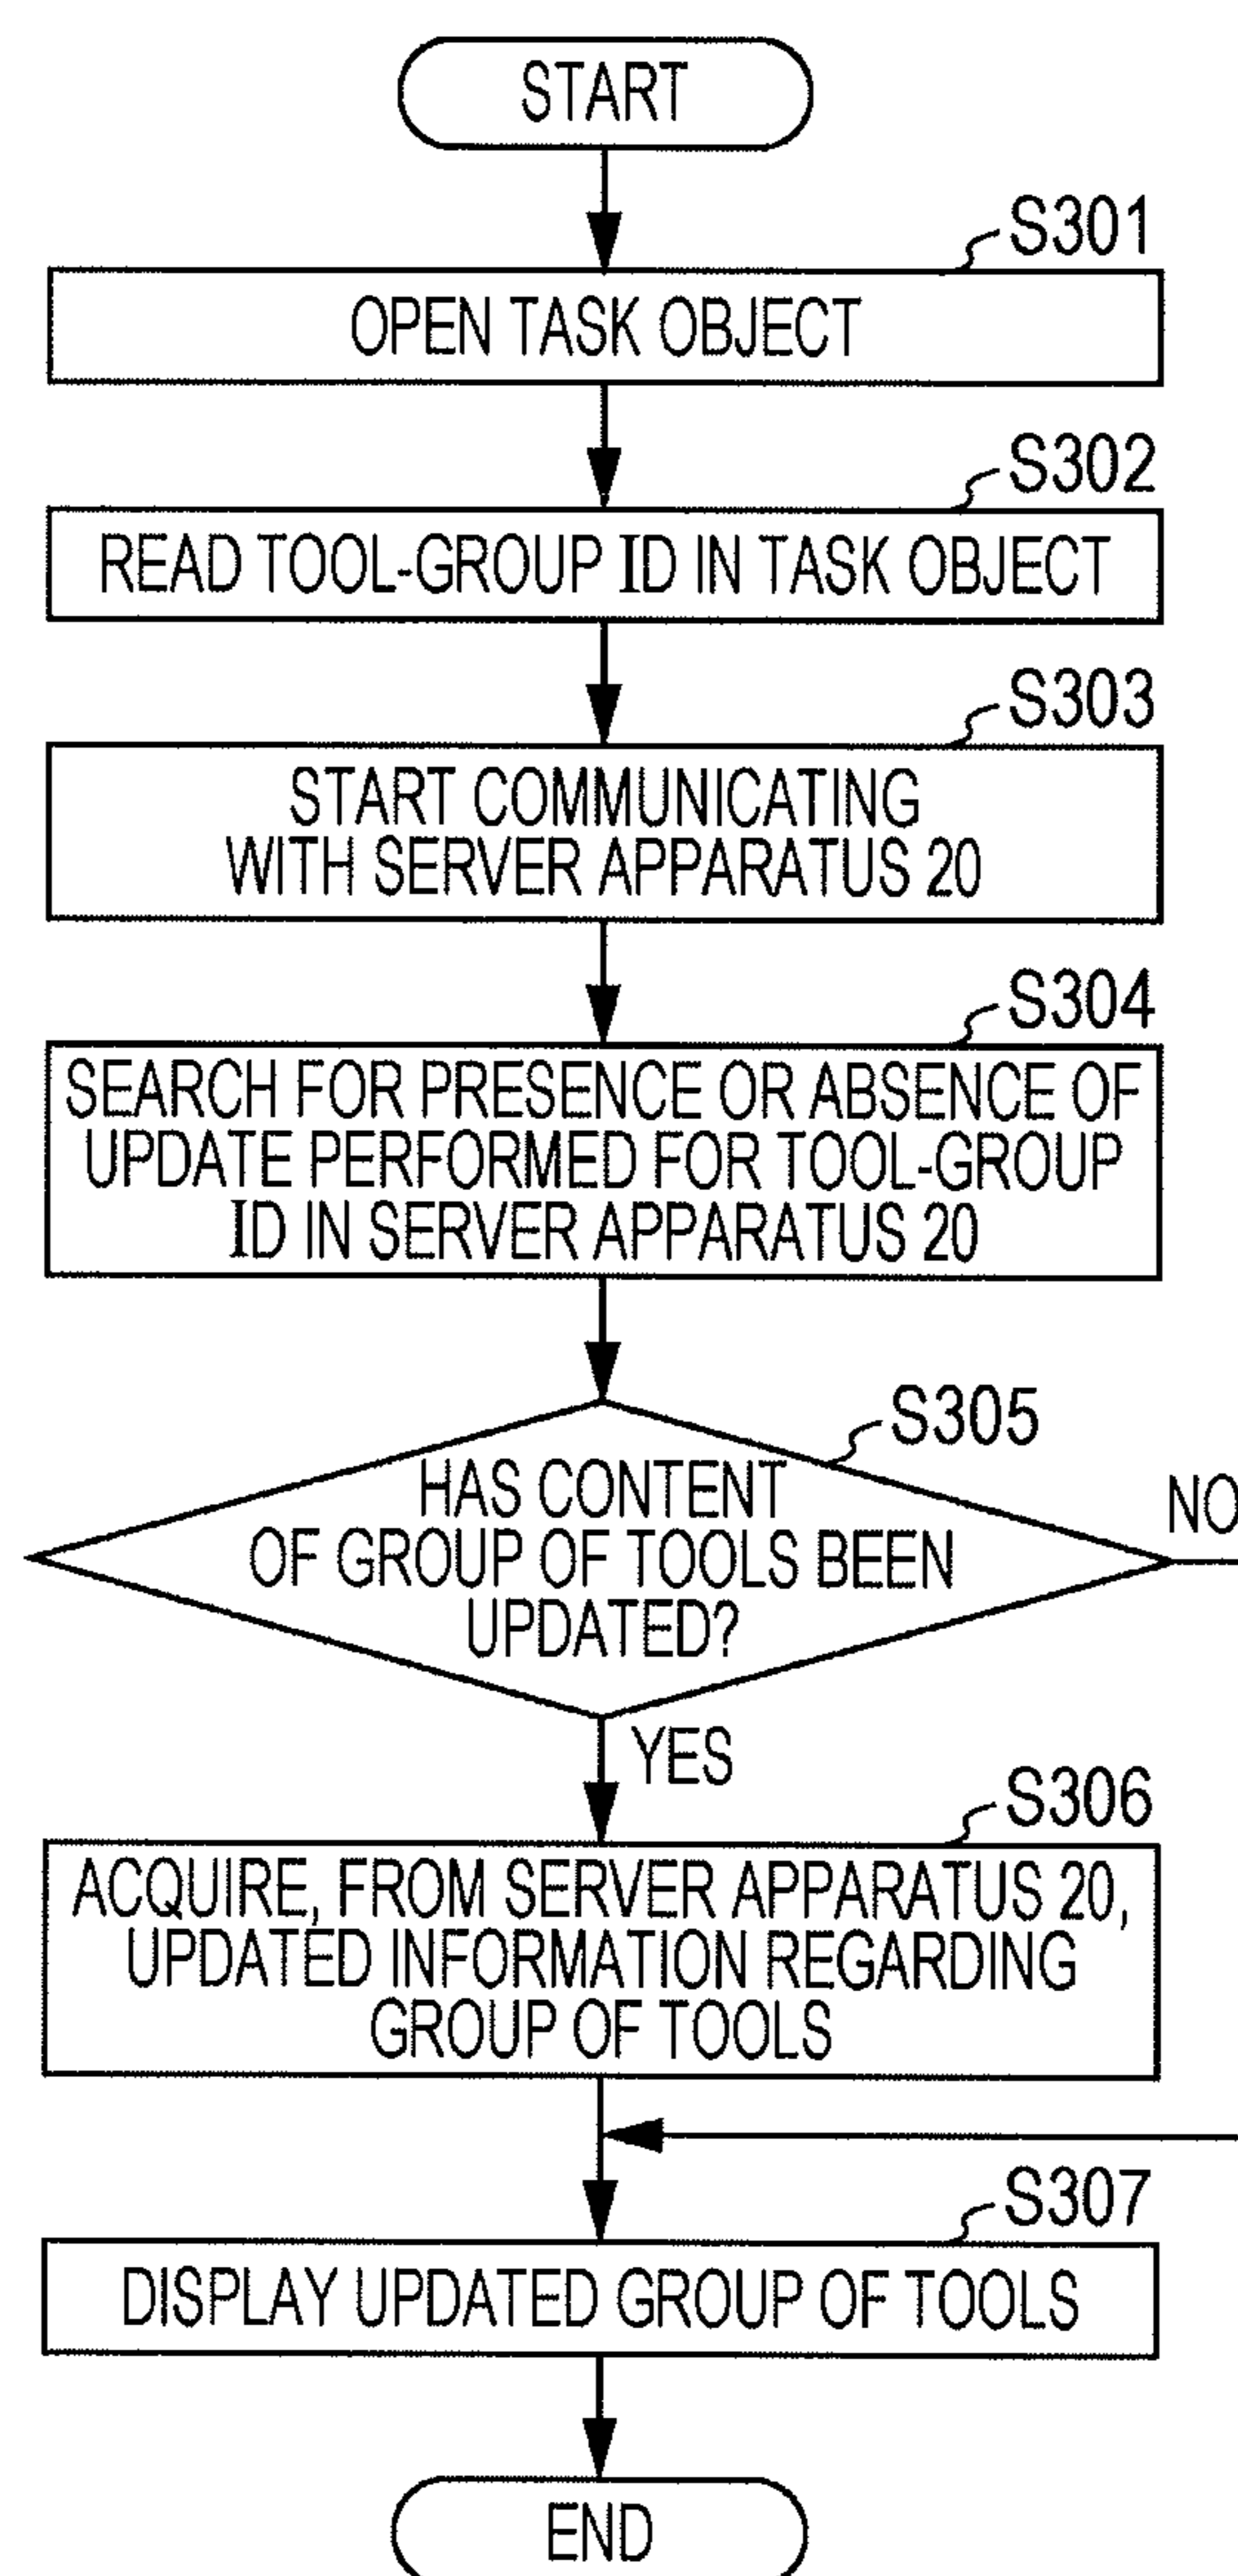 START
S301
OPEN TASK OBJECT
S302
READ TOOL-GROUP ID IN TASK OBJECT
S303
START COMMUNICATING
WITH SERVER APPARATUS 20
S304
SEARCH FOR PRESENCE OR ABSENCE OF
UPDATE PERFORMED FOR TOOL-GROUP
ID IN SERVER APPARATUS 20
S305
HAS CONTENT
OF GROUP OF TOOLS BEEN
UPDATED?
NO
YES
S306
ACQUIRE, FROM SERVER APPARATUS 20,
UPDATED INFORMATION REGARDING
GROUP OF TOOLS
S307
DISPLAY UPDATED GROUP OF TOOLS
END